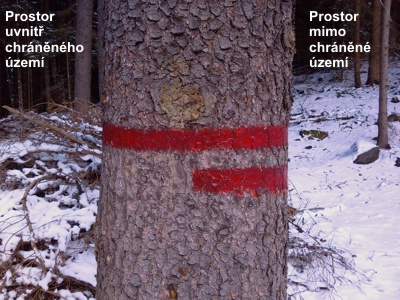 Prostor
uvnitř
chráněného
území
Prostor
mimo
chráněné
území